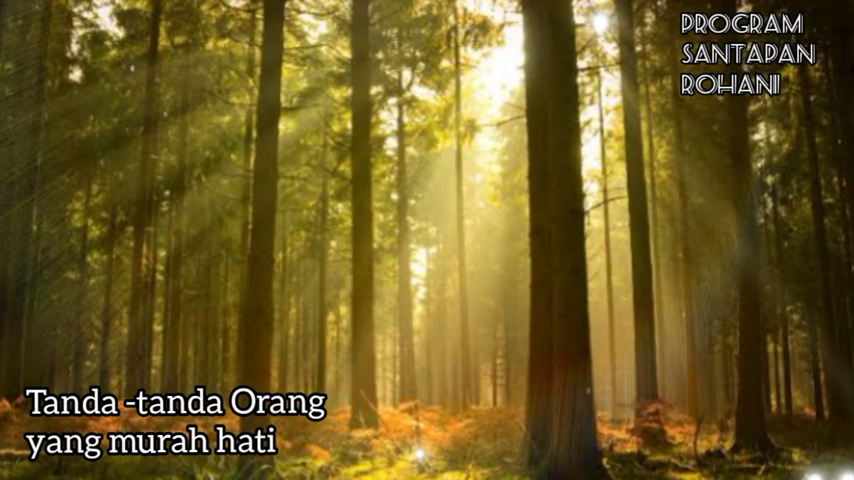 PROGRAM
SANTAPAN
ROHANI
Tanda -tanda Orang
yang murah hati